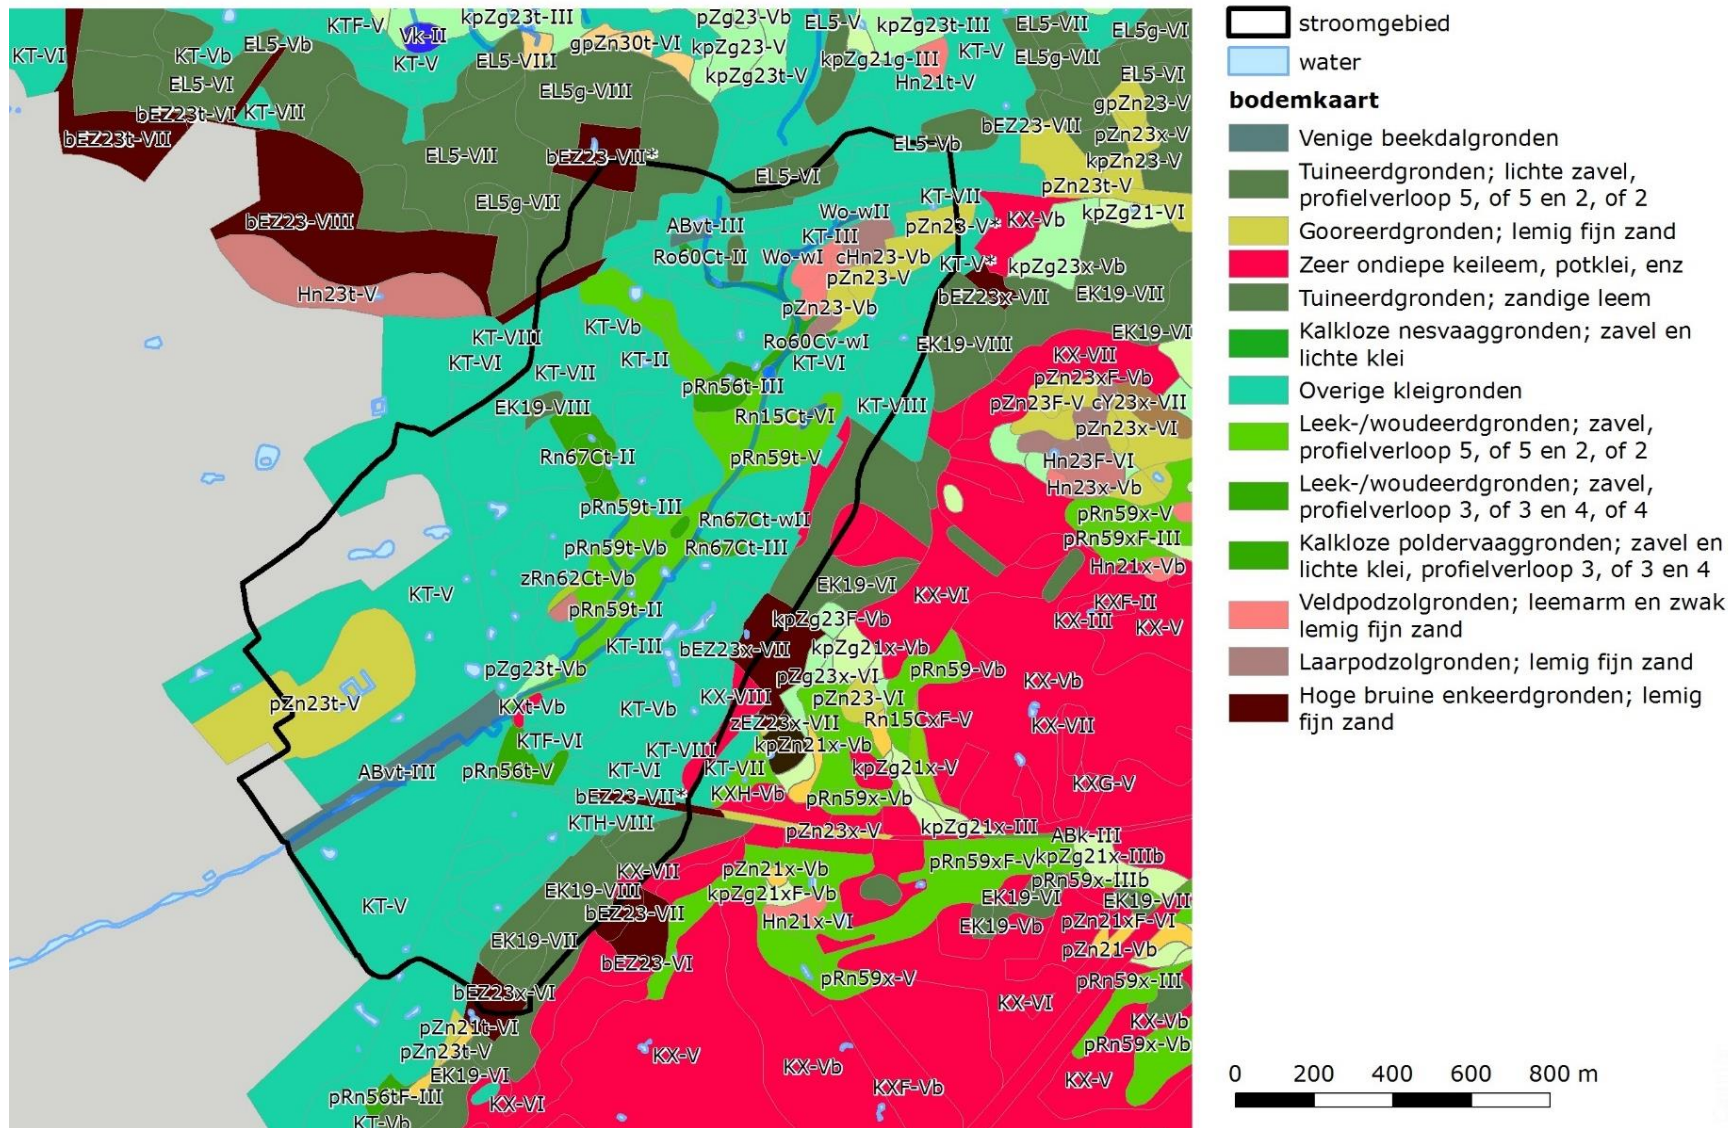 KTF-V
kpZg23t-III
pZg23-Vb
EL5-V
kpZg23t-III
EL5-VII
EL5g-VI
KT-VI
KT-Vb
EL5-Vb
Vk-II
KT-V
EL5-VIII
gpZn30t-VI
kpZg23-V
kpZg21g-III
KT-V
EL5g-VII
EL5-VI
kpZg23t-V
Hn21t-V
EL5-VI
bEZ23t-VI
KT-VII
EL5g-VIII
gpZn23-V
bEZ23t-VII
EL5-VII
bEZ23-VII*
EL5-Vb
bEZ23-VII
pZn23x-V
kpZn23-V
EL5-VI
pZn23t-V
EL5g-VII
KT-VII
bEZ23-VIII
ABvt-III
Wo-wII
pZn23-V*
KX-Vb
kpZg21-VI
KT-III
Ro60Ct-II
Wo-wI
cHn23-Vb
KT-V*
kpZg23x-Vb
pZn23-V
Hn23t-V
bEZ23x-VII
EK19-VII
pZn23-Vb
KT-VIII
KT-Vb
Ro60Cv-wI
EK19-VIII
EK19-VI
KT-VI
KT-II
KT-VI
KX-VII
KT-VII
pRn56t-III
pZn23xF-Vb
EK19-VIII
Rn15Ct-VI
KT-VIII
pZn23F-V
cY23x-VII
pZn23x-VI
Rn67Ct-II
pRn59t-V
Hn23F-VI
Hn23x-Vb
pRn59t-III
Rn67Ct-wII
pRn59x-V
pRn59t-Vb
Rn67Ct-III
pRn59xF-III
zRn62Ct-Vb
EK19-VI
Hn21x-Vb
KT-V
pRn59t-II
KX-VI
KXF-II
kpZg23F-Vb
KX-III
KX-V
KT-III
bEZ23x-VII
kpZg21x-Vb
pZg23t-Vb
pZg23x-VI
pRn59-Vb
KX-Vb
pZn23t-V
KXt-Vb
KT-Vb
KX-VIII
pZn23-VI
zEZ23x-VII
Rn15CxF-V
KX-VII
KTF-VI
KT-VIII
kpZn21x-Vb
ABvt-III
pRn56t-V
KT-VI
KT-VII
kpZg21x-V
KXG-V
bEZ23-VII*
KXH-Vb
pRn59x-Vb
KTH-VIII
pZn23x-V
kpZg21x-III
ABk-III
KX-VII
pZn21x-Vb
pRn59xF-V
kpZg21x-IIIb
pRn59x-IIIb
EK19-VIII
kpZg21xF-Vb
EK19-VI
EK19-VII
KT-V
bEZ23-VII
Hn21x-VI
EK19-Vb
pZn21xF-VI
EK19-VII
pZn21-Vb
bEZ23-VI
pRn59x-V
pRn59x-III
bEZ23x-VI
KX-VI
pZn21t-VI
KX-Vb
pZn23t-V
KX-V
pRn59x-Vb
EK19-VI
KX-Vb
KX-V
pRn56tF-III
KX-VI
KXF-Vb
KT-Vb
stroomgebied
water
bodemkaart
Venige beekdalgronden
Tuineerdgronden; lichte zavel,
profielverloop 5, of 5 en 2, of 2
Gooreerdgronden; lemig fijn zand
Zeer ondiepe keileem, potklei, enz
Tuineerdgronden; zandige leem
Kalkloze nesvaaggronden; zavel en
lichte klei
Overige kleigronden
Leek-/woudeerdgronden; zavel,
profielverloop 5, of 5 en 2, of 2
Leek-/woudeerdgronden; zavel,
profielverloop 3, of 3 en 4, of 4
Kalkloze poldervaaggronden; zavel en
lichte klei, profielverloop 3, of 3 en 4
Veldpodzolgronden; leemarm en zwak
lemig fijn zand
Laarpodzolgronden; lemig fijn zand
Hoge bruine enkeerdgronden; lemig
fijn zand
0 200 400 600 800 m